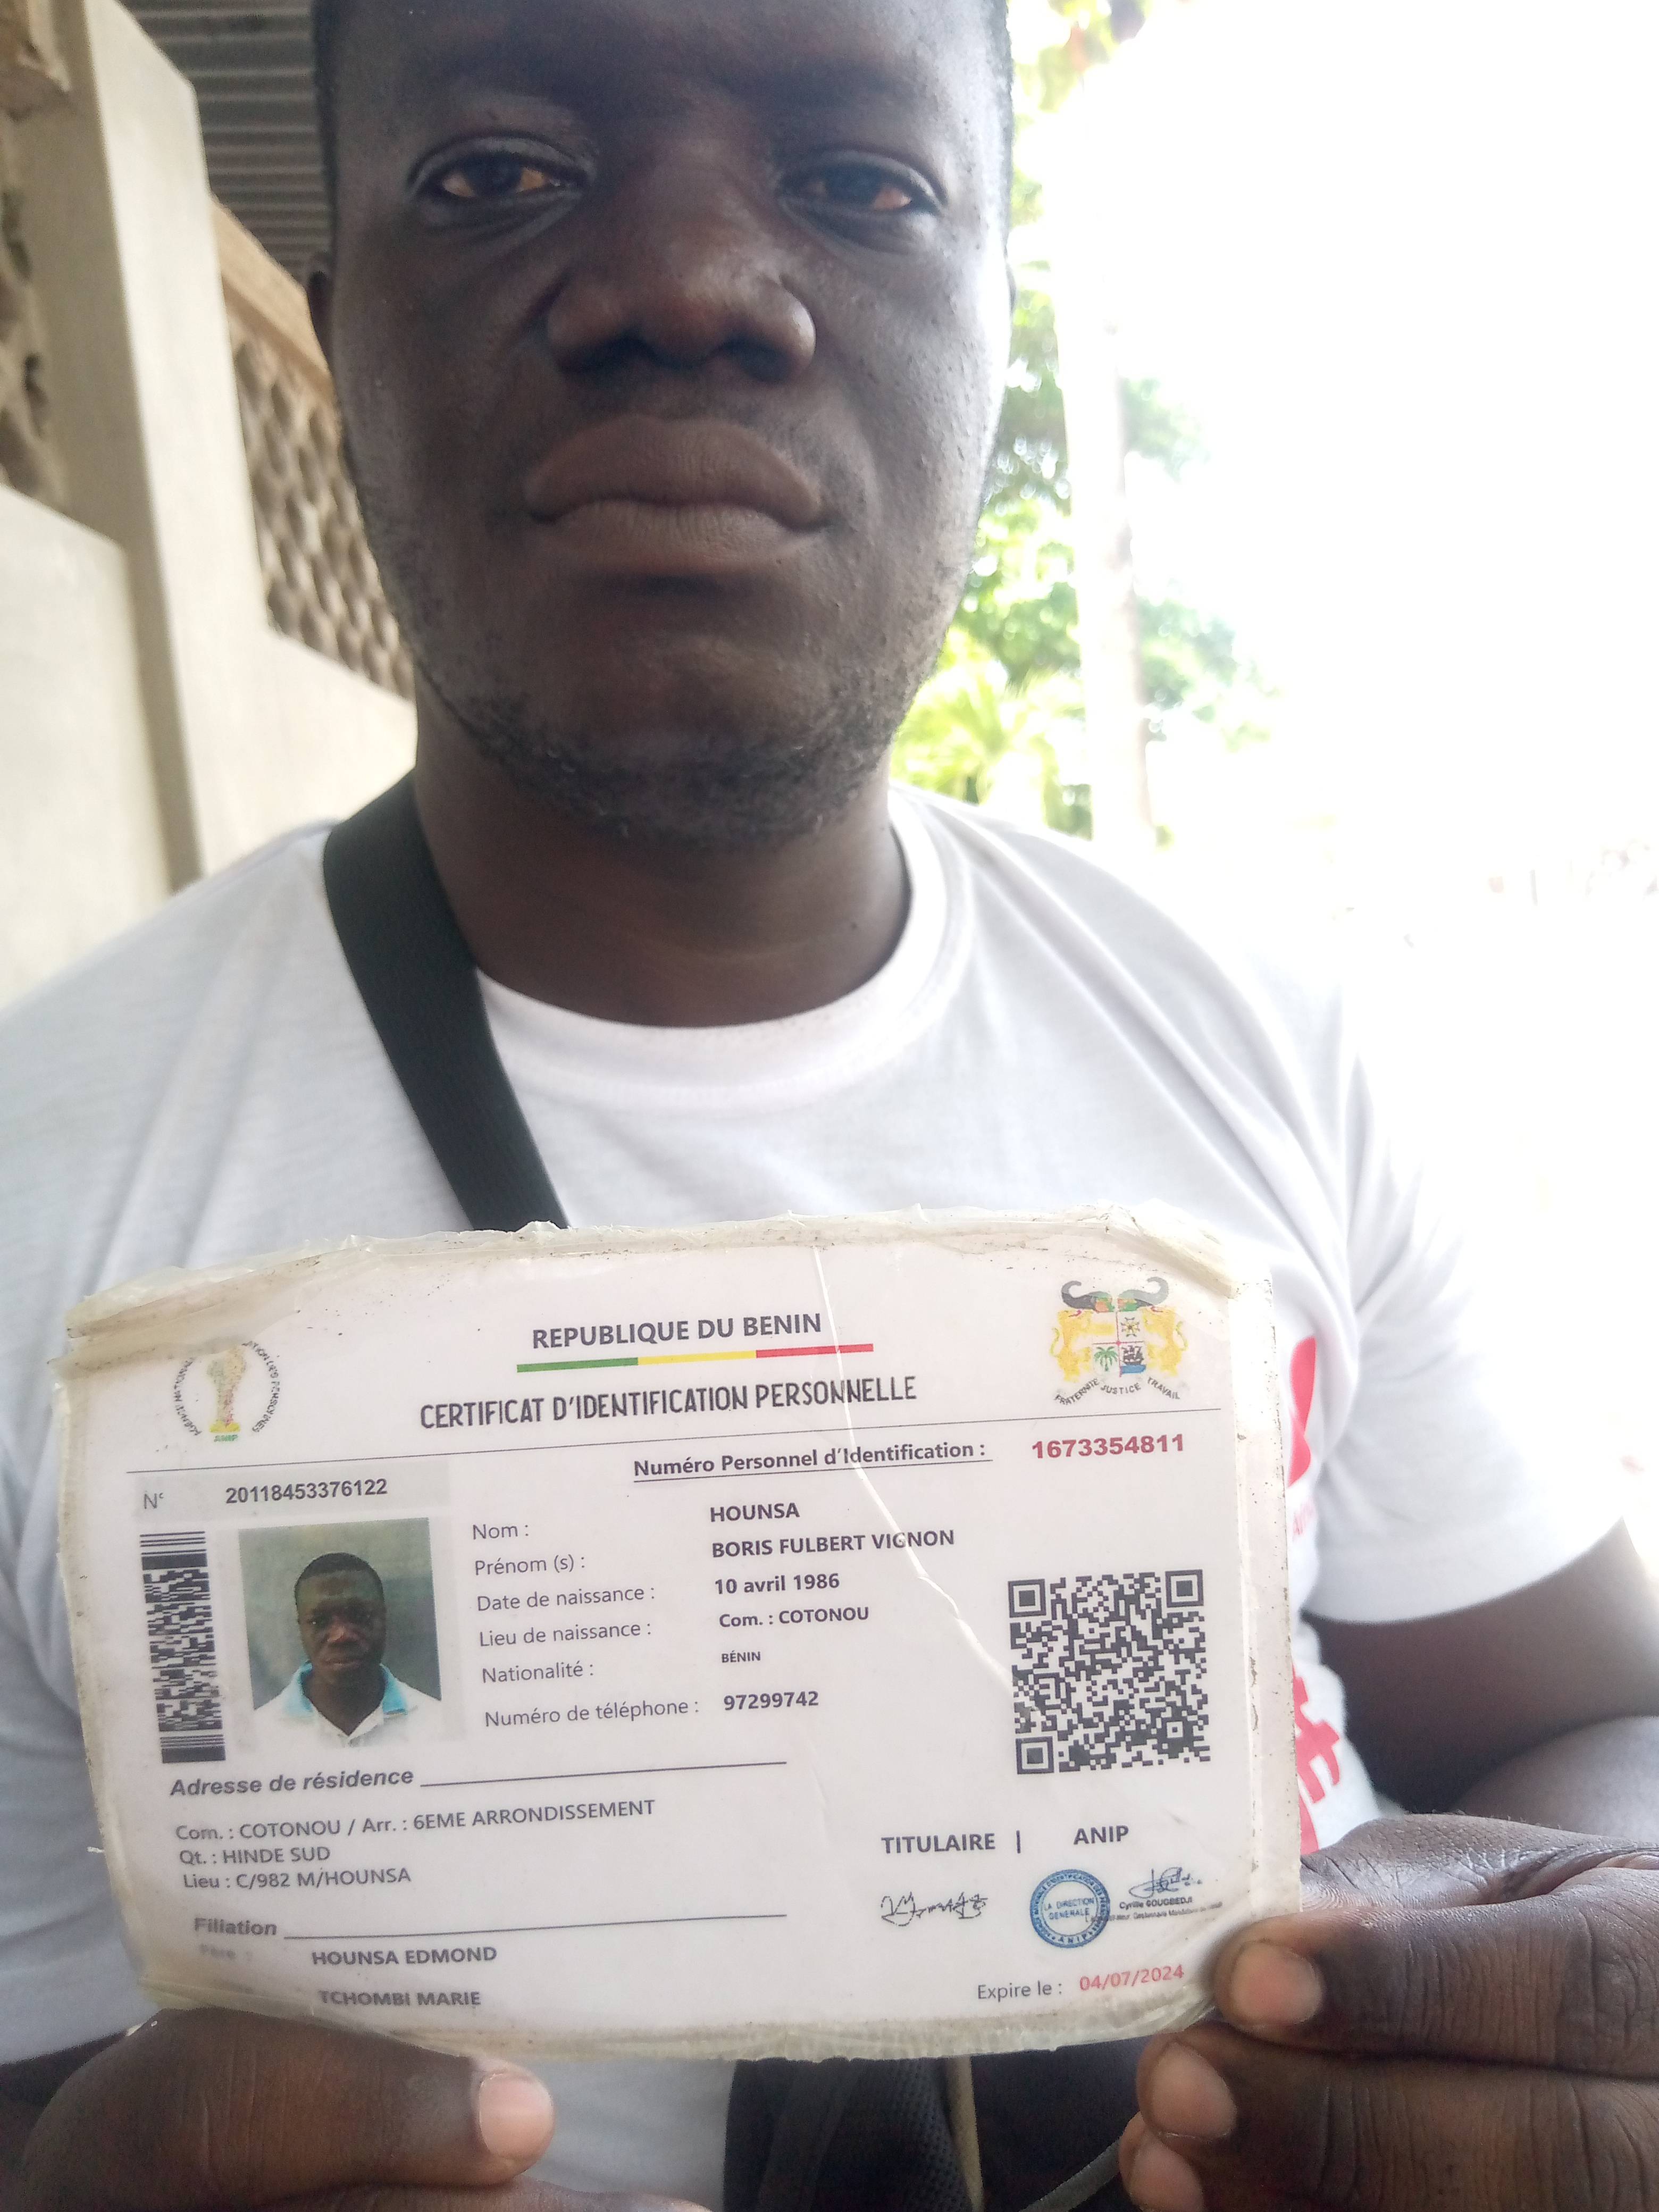 REPUBLIQUE DU BENIN
CERTIFICAT D'IDENTIFICATION PERSONNELLE
ANIP
FRATERNITE JUSTICE TRAVAIL
Numéro Personnel d'Identification : 1673354811
N° 20118453376122
Nom : HOUNSA
Prénom (s) : BORIS FULBERT VIGNON
Date de naissance : 10 avril 1986
Lieu de naissance : Com. : COTONOU
Nationalité : BÉNIN
Numéro de téléphone : 97299742
Adresse de résidence
Com. : COTONOU / Arr. : 6EME ARRONDISSEMENT
Qt. : HINDE SUD
Lieu : C/982 M/HOUNSA
TITULAIRE | ANIP
LA DIRECTION
GENERALE
ANIP
Cyrille GOUGBEDJI
Filiation
Père : HOUNSA EDMOND
TCHOMBI MARIE
Expire le : 04/07/2024